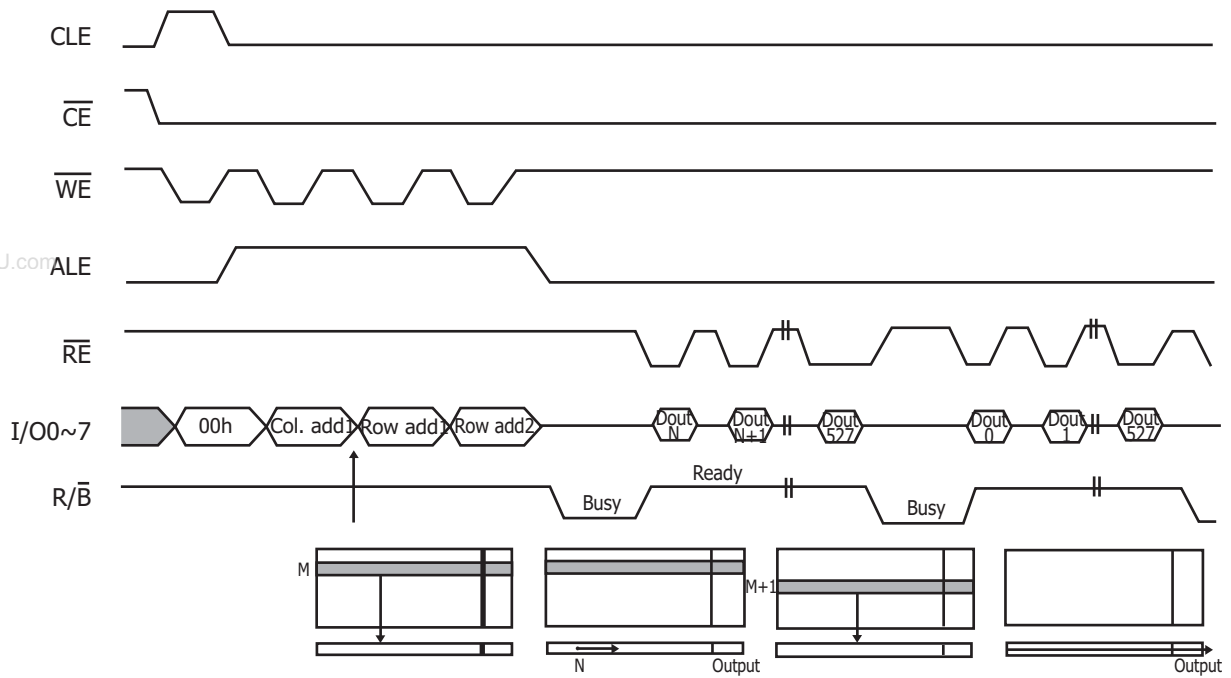 CLE
CE
WE
U.com
ALE
RE
I/O0~7
00h
Col. add1
Row add1
Row add2
Dout N
Dout N+1
Dout 527
Dout 0
Dout 1
Dout 527
R/B
Busy
Ready
Busy
M
M+1
N
Output
Output